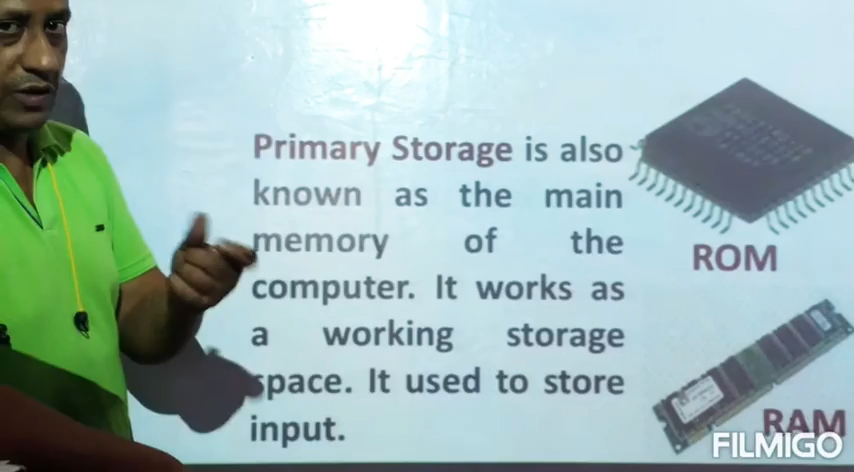 Primary Storage is also
known as the main
memory of the
computer. It works as
a working storage
space. It used to store
input.
ROM
RAM
FILMIGO